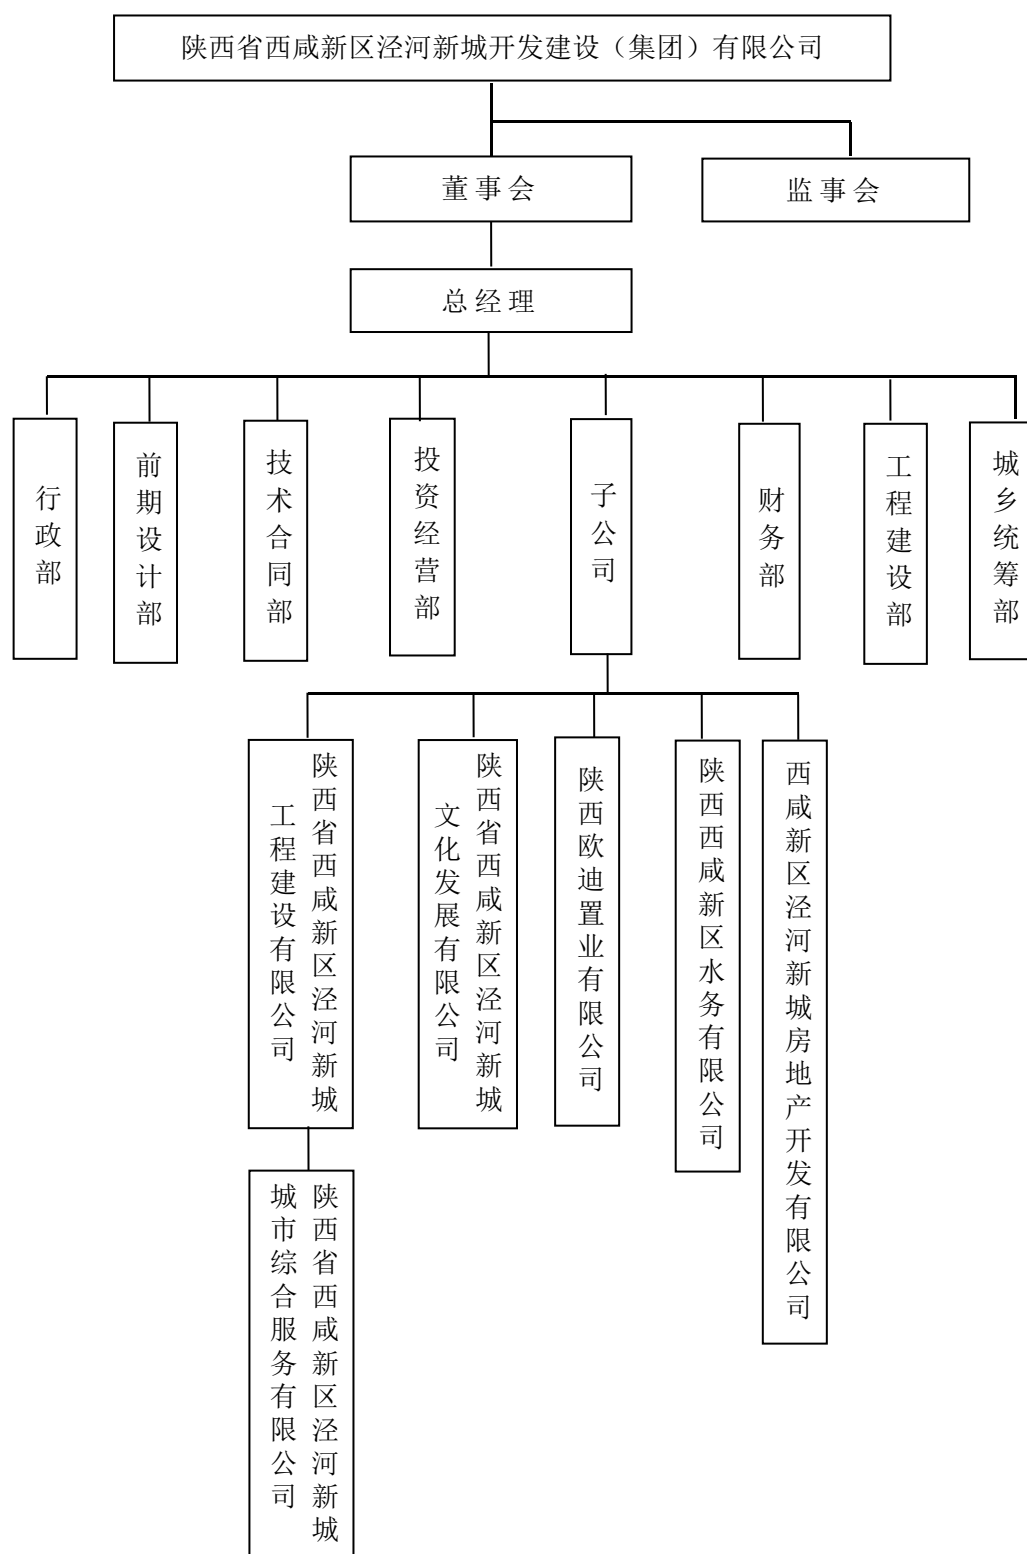 陕西省西咸新区泾河新城开发建设（集团）有限公司
董事会
监事会
总经理
行政部
前期设计部
技术合同部
投资经营部
子公司
财务部
工程建设部
城乡统筹部
陕西省西咸新区泾河新城
工程建设有限公司
陕西省西咸新区泾河新城
文化发展有限公司
陕西欧迪置业有限公司
陕西西咸新区水务有限公司
西咸新区泾河新城房地产开发有限公司
陕西省西咸新区泾河新城
城市综合服务有限公司